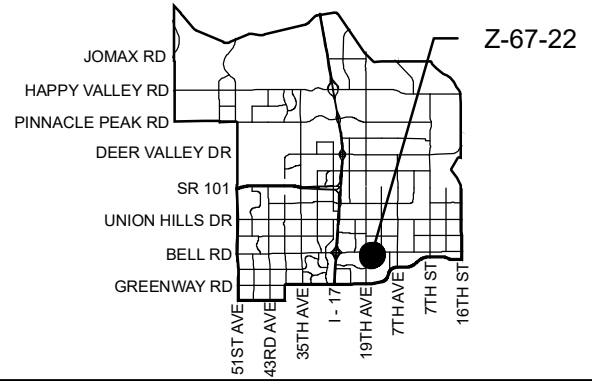 Z-67-22
JOMAX RD
HAPPY VALLEY RD
PINNACLE PEAK RD
DEER VALLEY DR
SR 101
UNION HILLS DR
BELL RD
GREENWAY RD
51ST AVE
43RD AVE
35TH AVE
I - 17
19TH AVE
7TH AVE
7TH ST
16TH ST